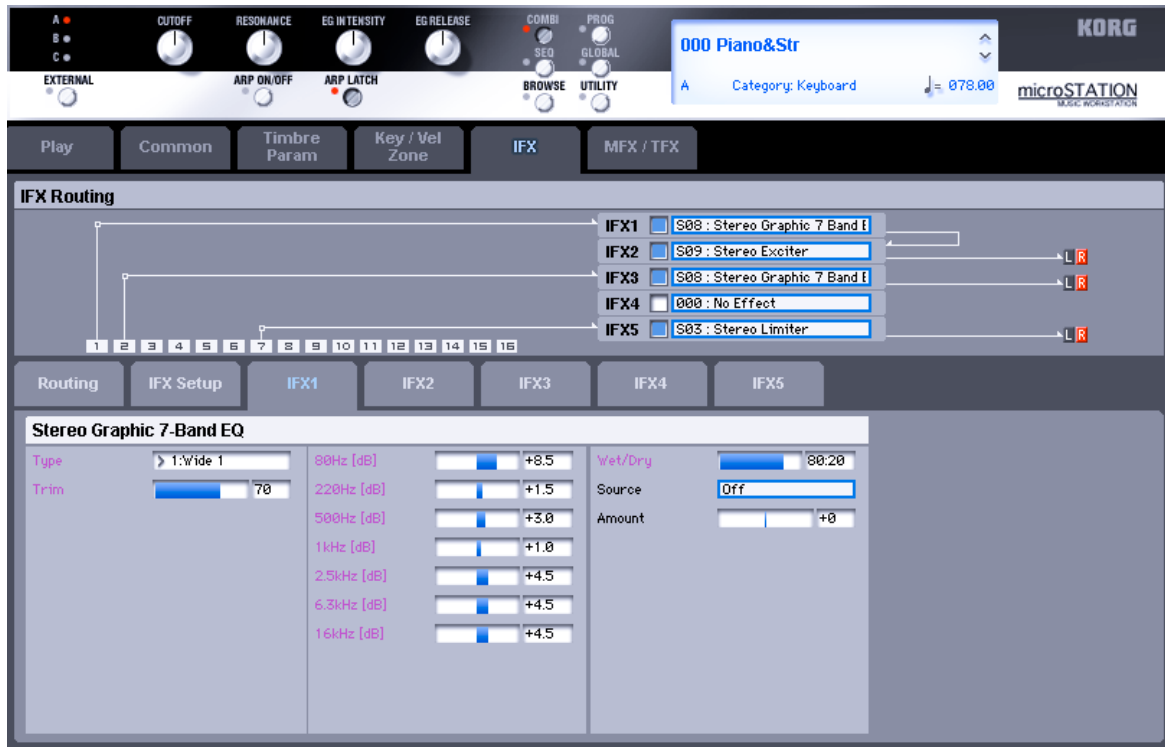 A CUTOFF RESONANCE EG INTENSITY EG RELEASE COMBI PROG KORG
B
C SEQ GLOBAL
000 Piano&Str
EXTERNAL ARP ON/OFF ARP LATCH BROWSE UTILITY
A Category: Keyboard ♩= 078.00
microSTATION
MUSIC WORKSTATION
Play Common Timbre Param Key / Vel Zone IFX MFX / TFX
IFX Routing
IFX1 S08 : Stereo Graphic 7 Band E
IFX2 S09 : Stereo Exciter L R
IFX3 S08 : Stereo Graphic 7 Band E L R
IFX4 000 : No Effect
IFX5 S03 : Stereo Limiter L R
1 2 3 4 5 6 7 8 9 10 11 12 13 14 15 16
Routing IFX Setup IFX1 IFX2 IFX3 IFX4 IFX5
Stereo Graphic 7-Band EQ
Type 1:Wide 1 80Hz [dB] +8.5 Wet/Dry 80:20
Trim 70 220Hz [dB] +1.5 Source Off
500Hz [dB] +3.0 Amount +0
1kHz [dB] +1.0
2.5kHz [dB] +4.5
6.3kHz [dB] +4.5
16kHz [dB] +4.5